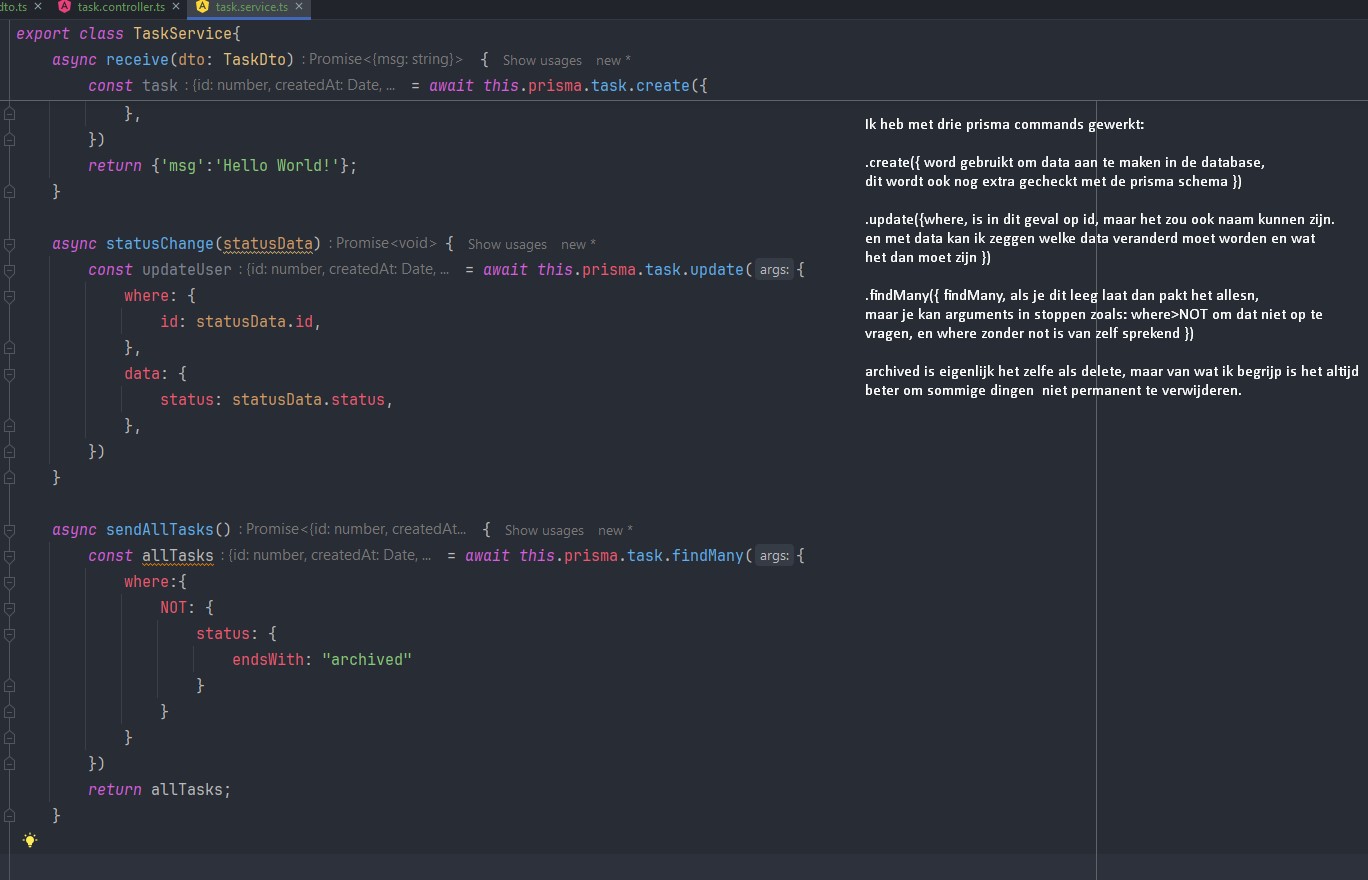 dto.ts × task.controller.ts × task.service.ts ×
export class TaskService{
async receive(dto: TaskDto) : Promise<{msg: string}> { Show usages new *
const task : {id: number, createdAt: Date, ... = await this.prisma.task.create({
},
})
return {'msg':'Hello World!'};
}
async statusChange(statusData) : Promise<void> { Show usages new *
const updateUser : {id: number, createdAt: Date, ... = await this.prisma.task.update( args: {
where: {
id: statusData.id,
},
data: {
status: statusData.status,
},
})
}
async sendAllTasks() : Promise<{id: number, createdAt... { Show usages new *
const allTasks : {id: number, createdAt: Date, ... = await this.prisma.task.findMany( args: {
where:{
NOT: {
status: {
endsWith: "archived"
}
}
}
})
return allTasks;
}
Ik heb met drie prisma commands gewerkt:
.create({ word gebruikt om data aan te maken in de database,
dit wordt ook nog extra gecheckt met de prisma schema })
.update({where, is in dit geval op id, maar het zou ook naam kunnen zijn.
en met data kan ik zeggen welke data veranderd moet worden en wat
het dan moet zijn })
.findMany({ findMany, als je dit leeg laat dan pakt het allesn,
maar je kan arguments in stoppen zoals: where>NOT om dat niet op te
vragen, en where zonder not is van zelf sprekend })
archived is eigenlijk het zelfe als delete, maar van wat ik begrijp is het altijd
beter om sommige dingen  niet permanent te verwijderen.